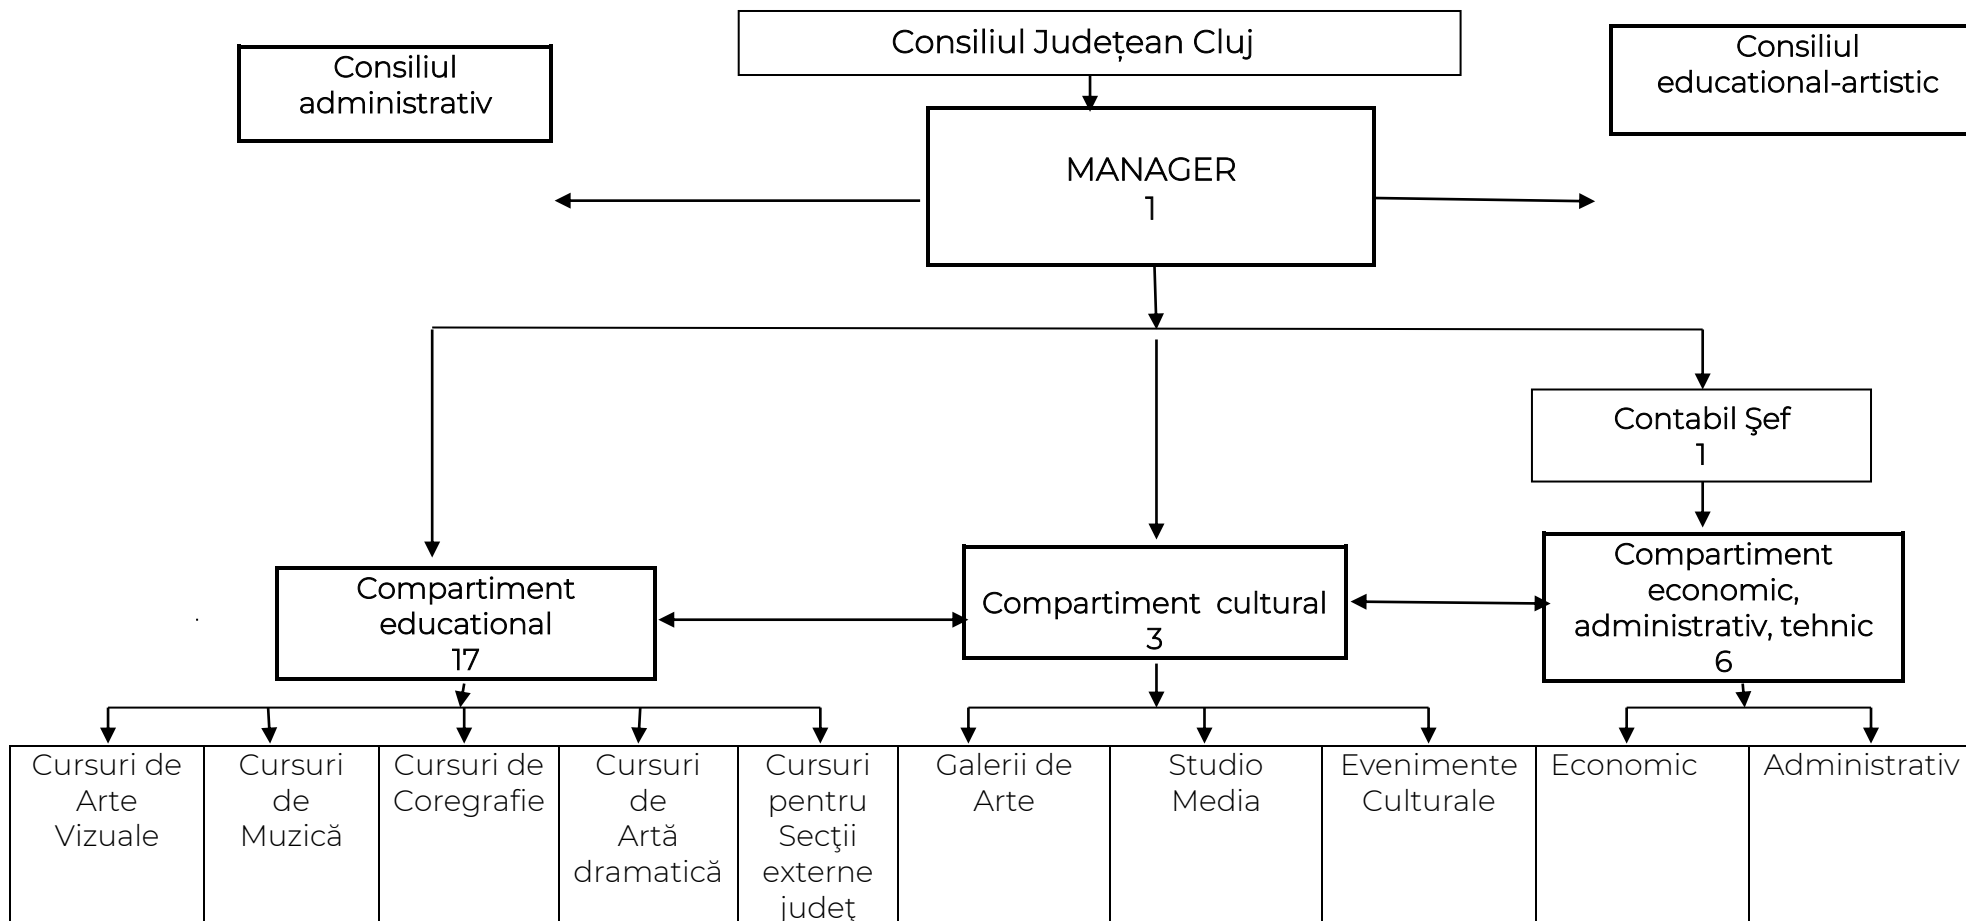 Consiliul Județean Cluj
Consiliul
administrativ
Consiliul
educational-artistic
MANAGER
1
Contabil Şef
1
Compartiment
educational
17
Compartiment cultural
3
Compartiment
economic,
administrativ, tehnic
6
Cursuri de
Arte
Vizuale
Cursuri
de
Muzică
Cursuri de
Coregrafie
Cursuri
de
Artă
dramatică
Cursuri
pentru
Secţii
externe
judeţ
Galerii de
Arte
Studio
Media
Evenimente
Culturale
Economic
Administrativ